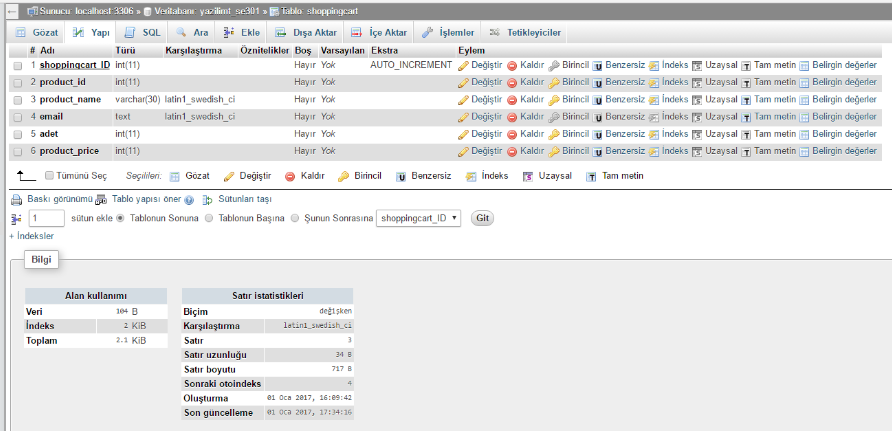 Sunucu: localhost:3306 » Veritabanı: yazilimt_se301 » Tablo: shoppingcart
Gözat Yapı SQL Ara Ekle Dışa Aktar İçe Aktar İşlemler Tetikleyiciler
# Adı Türü Karşılaştırma Öznitelikler Boş Varsayılan Ekstra Eylem
1 shoppingcart_ID int(11) Hayır Yok AUTO_INCREMENT Değiştir Kaldır Birincil Benzersiz İndeks Uzaysal Tam metin Belirgin değerler
2 product_id int(11) Hayır Yok Değiştir Kaldır Birincil Benzersiz İndeks Uzaysal Tam metin Belirgin değerler
3 product_name varchar(30) latin1_swedish_ci Hayır Yok Değiştir Kaldır Birincil Benzersiz İndeks Uzaysal Tam metin Belirgin değerler
4 email text latin1_swedish_ci Hayır Yok Değiştir Kaldır Birincil Benzersiz İndeks Uzaysal Tam metin Belirgin değerler
5 adet int(11) Hayır Yok Değiştir Kaldır Birincil Benzersiz İndeks Uzaysal Tam metin Belirgin değerler
6 product_price int(11) Hayır Yok Değiştir Kaldır Birincil Benzersiz İndeks Uzaysal Tam metin Belirgin değerler
Tümünü Seç Seçilileri: Gözat Değiştir Kaldır Birincil Benzersiz İndeks Uzaysal Tam metin
Baskı görünümü Tablo yapısı öner Sütunları taşı
1 sütun ekle Tablonun Sonuna Tablonun Başına Şunun Sonrasına shoppingcart_ID Git
+ İndeksler
Bilgi
Alan kullanımı
Veri 104 B
İndeks 2 KiB
Toplam 2.1 KiB
Satır istatistikleri
Biçim değişken
Karşılaştırma latin1_swedish_ci
Satır 3
Satır uzunluğu 34 B
Satır boyutu 717 B
Sonraki otoindeks 4
Oluşturma 01 Oca 2017, 16:09:42
Son güncelleme 01 Oca 2017, 17:34:16